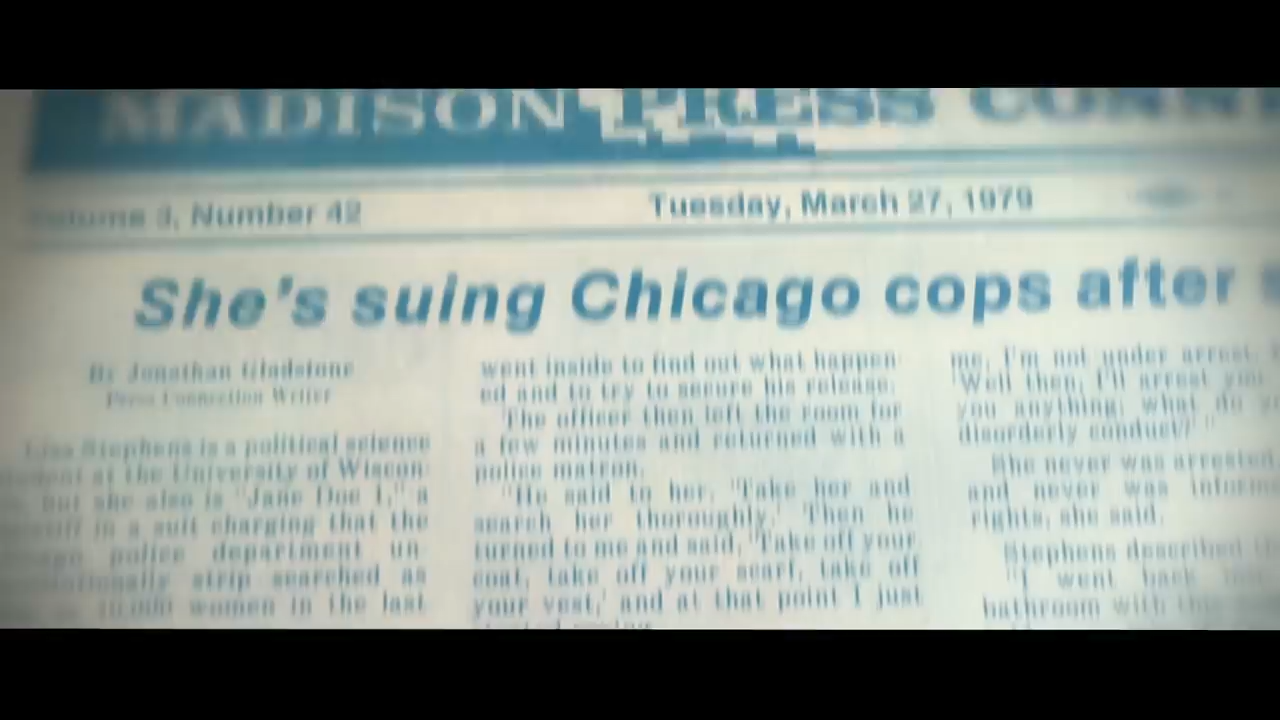 MADISON PRESS
Volume 3, Number 42
Tuesday, March 27, 1979
She's suing Chicago cops after
By Jonathan Gladstone
Press Connection Writer
Lisa Stephens is a political science
at the University of Wiscon-
but she also is "Jane Doe 1," a
in a suit charging that the
police department un-
strip searched as
10,000 women in the last
went inside to find out what happen-
ed and to try to secure his release.
"The officer then left the room for
a few minutes and returned with a
police matron.
"He said to her, 'Take her and
search her thoroughly.' Then he
turned to me and said, 'Take off your
coat, take off your scarf, take off
your vest,' and at that point I just
me, I'm not under arrest.
'Well then, I'll arrest you
you anything; what do
disorderly conduct?' "
She never was arrested,
and never was
rights, she said.
Stephens described
"I went back
bathroom with this